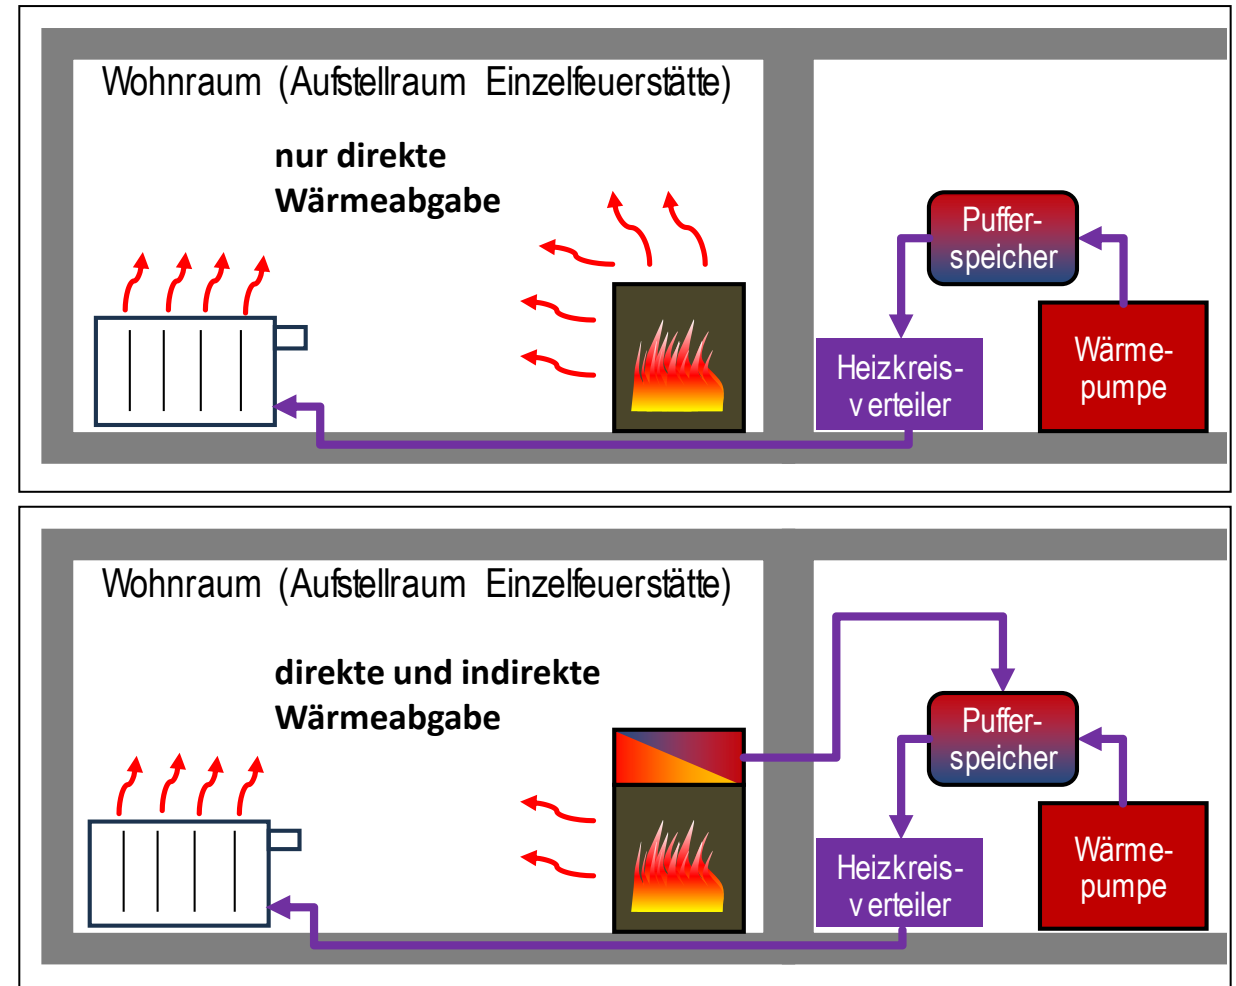 Wohnraum (Aufstellraum Einzelfeuerstätte)
nur direkte
Wärmeabgabe
Puffer-
speicher
Heizkreis-
verteiler
Wärme-
pumpe
Wohnraum (Aufstellraum Einzelfeuerstätte)
direkte und indirekte
Wärmeabgabe
Puffer-
speicher
Heizkreis-
verteiler
Wärme-
pumpe